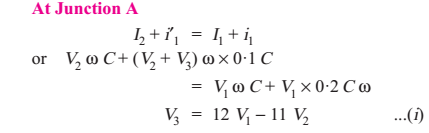 At Junction A
I₂ + i′₁ = I₁ + i₁
or V₂ ω C + (V₂ + V₃) ω × 0·1 C
= V₁ ω C + V₁ × 0·2 C ω
V₃ = 12 V₁ – 11 V₂ ...(i)